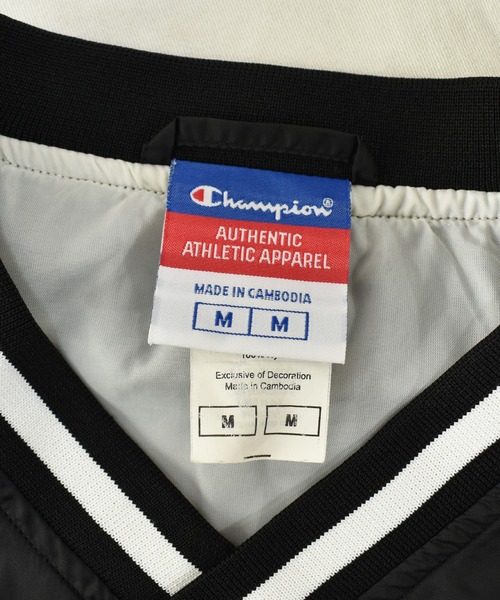 Champion®
AUTHENTIC
ATHLETIC APPAREL
MADE IN CAMBODIA
M M
Exclusive of Decoration
Made in Cambodia
M M